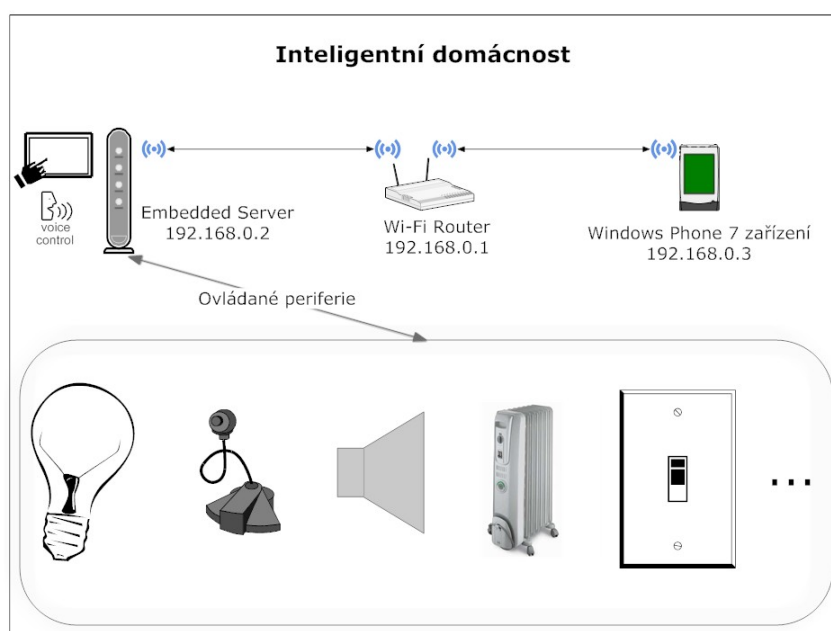 Inteligentní domácnost
voice
control
Embedded Server
192.168.0.2
Wi-Fi Router
192.168.0.1
Windows Phone 7 zařízení
192.168.0.3
Ovládané periferie
...